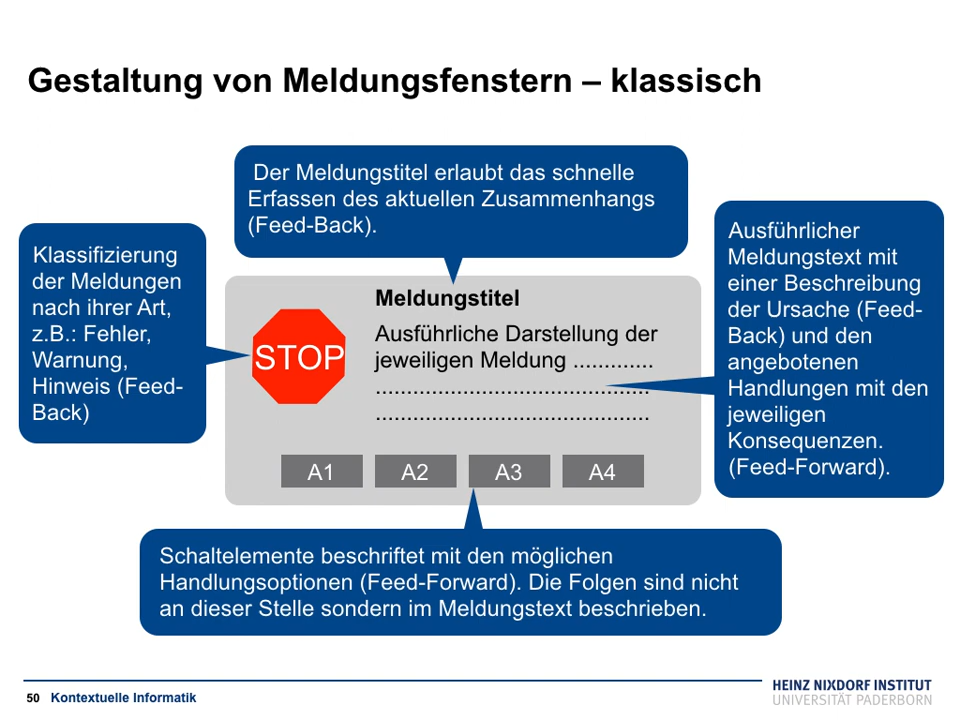 Gestaltung von Meldungsfenstern – klassisch
Der Meldungstitel erlaubt das schnelle
Erfassen des aktuellen Zusammenhangs
(Feed-Back).
Klassifizierung
der Meldungen
nach ihrer Art,
z.B.: Fehler,
Warnung,
Hinweis (Feed-
Back)
Meldungstitel
Ausführliche Darstellung der
jeweiligen Meldung .............
............................................
............................................
STOP
A1 A2 A3 A4
Ausführlicher
Meldungstext mit
einer Beschreibung
der Ursache (Feed-
Back) und den
angebotenen
Handlungen mit den
jeweiligen
Konsequenzen.
(Feed-Forward).
Schaltelemente beschriftet mit den möglichen
Handlungsoptionen (Feed-Forward). Die Folgen sind nicht
an dieser Stelle sondern im Meldungstext beschrieben.
50 Kontextuelle Informatik
HEINZ NIXDORF INSTITUT
UNIVERSITÄT PADERBORN